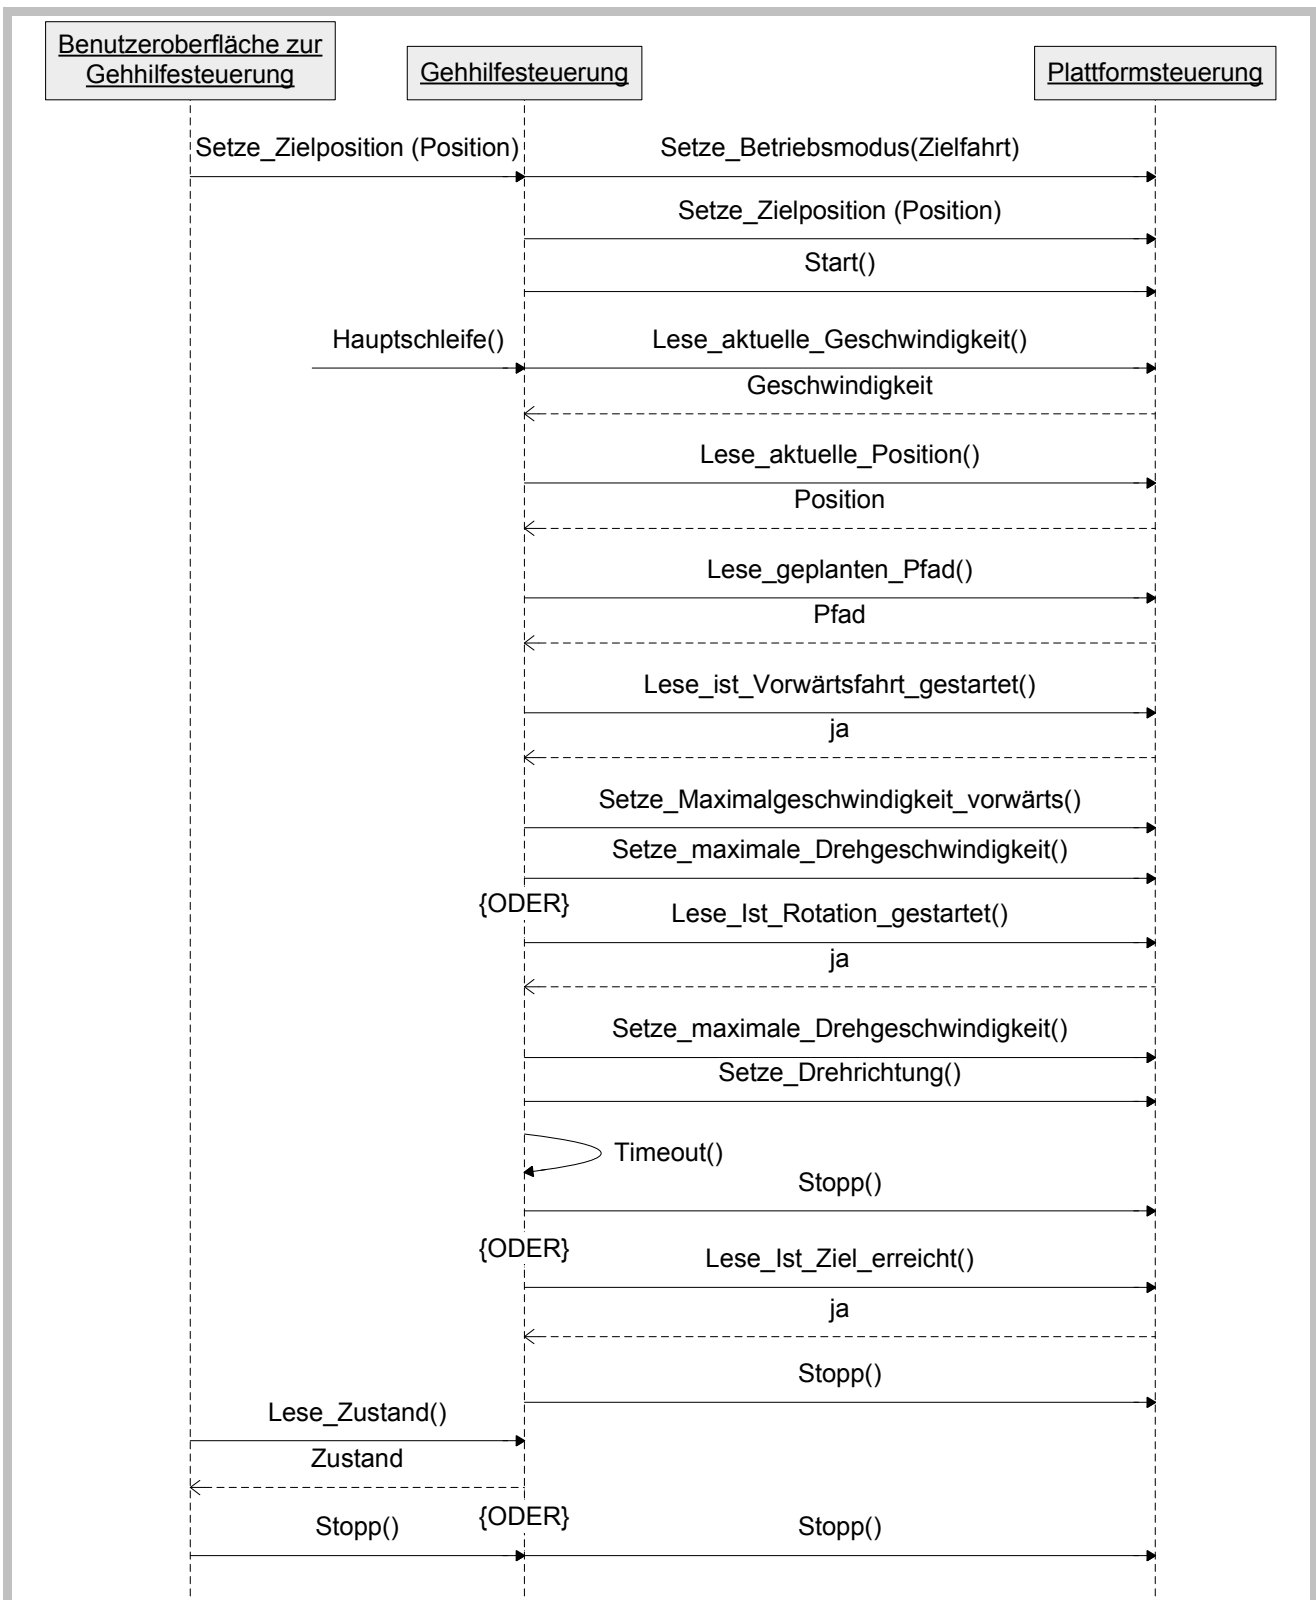 Benutzeroberfläche zur
Gehhilfesteuerung
Gehhilfesteuerung
Plattformsteuerung
Setze_Zielposition (Position)
Setze_Betriebsmodus(Zielfahrt)
Setze_Zielposition (Position)
Start()
Hauptschleife()
Lese_aktuelle_Geschwindigkeit()
Geschwindigkeit
Lese_aktuelle_Position()
Position
Lese_geplanten_Pfad()
Pfad
Lese_ist_Vorwärtsfahrt_gestartet()
ja
Setze_Maximalgeschwindigkeit_vorwärts()
Setze_maximale_Drehgeschwindigkeit()
{ODER}
Lese_Ist_Rotation_gestartet()
ja
Setze_maximale_Drehgeschwindigkeit()
Setze_Drehrichtung()
Timeout()
Stopp()
{ODER}
Lese_Ist_Ziel_erreicht()
ja
Stopp()
Lese_Zustand()
Zustand
Stopp()
{ODER}
Stopp()